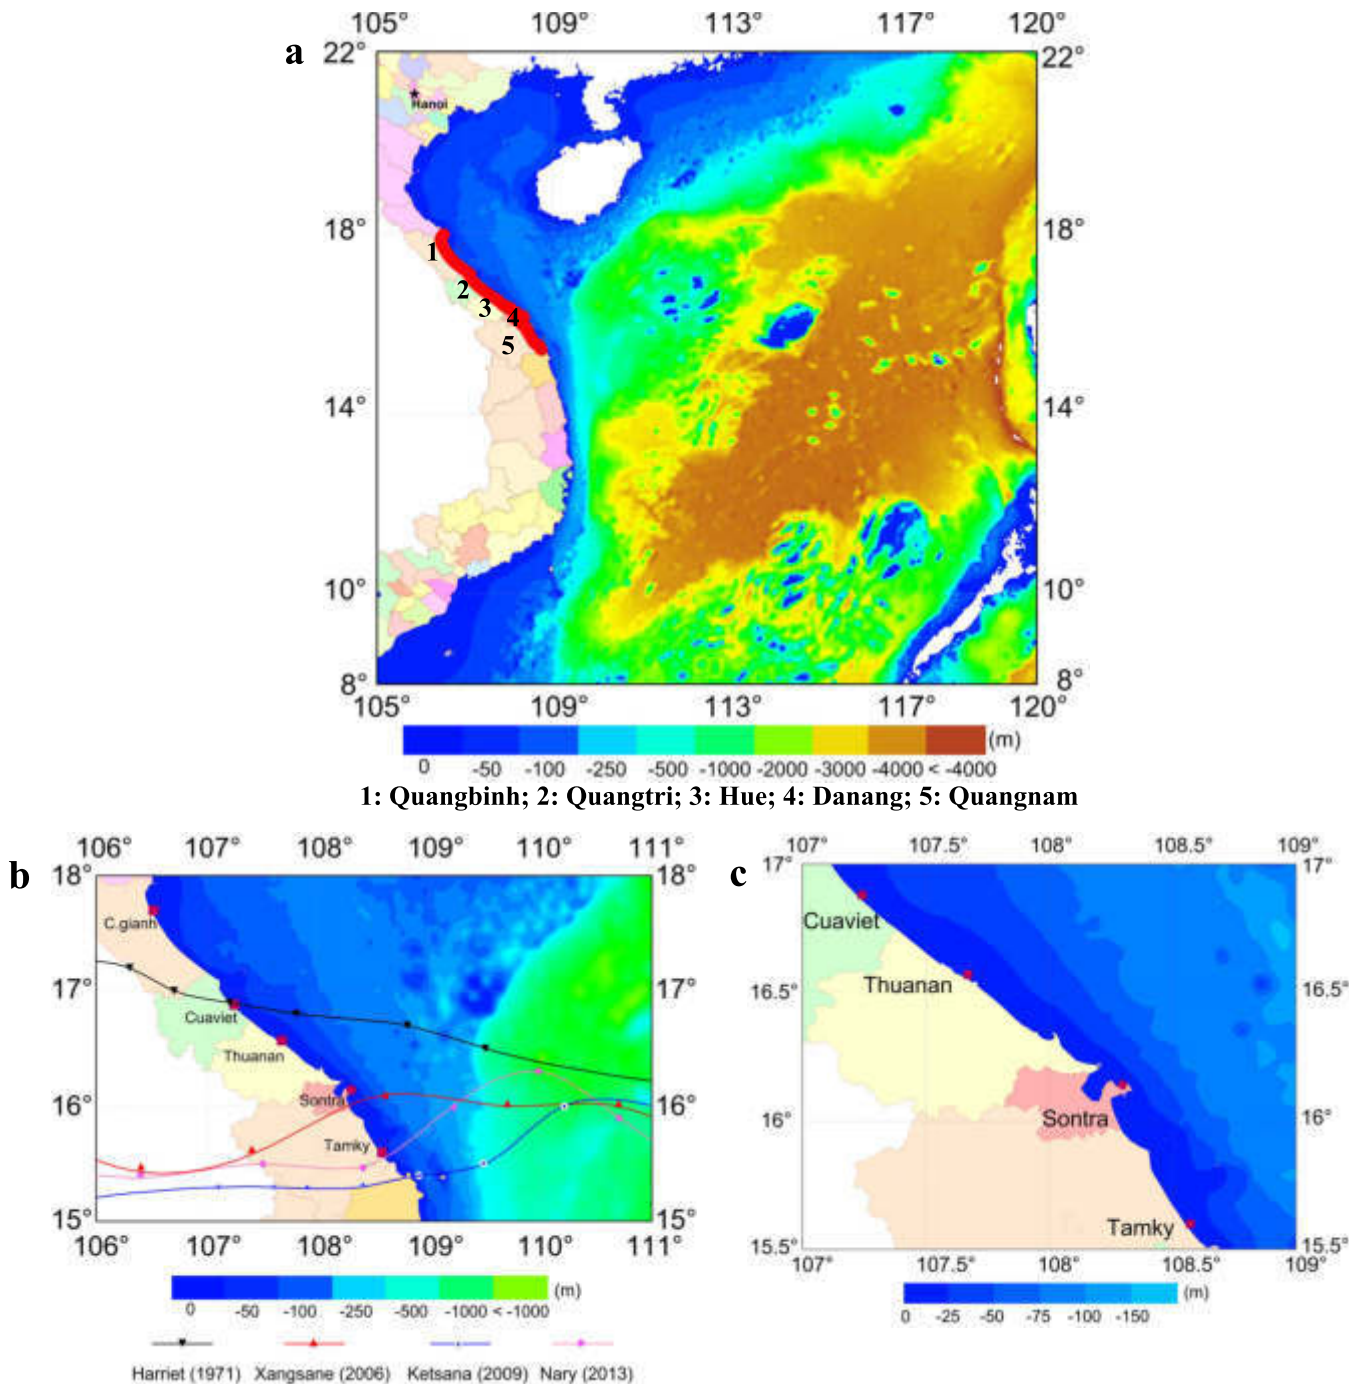 105° 109° 113° 117° 120°
a
22° 22°
Hanoi
18° 18°
1
2
3
4
5
14° 14°
10° 10°
8° 8°
105° 109° 113° 117° 120°
(m)
0 -50 -100 -250 -500 -1000 -2000 -3000 -4000 < -4000
1: Quangbinh; 2: Quangtri; 3: Hue; 4: Danang; 5: Quangnam
b
106° 107° 108° 109° 110° 111°
18° 18°
C.gianh
17° 17°
Cuaviet
Thuanan
16° 16°
Sontra
Tamky
15° 15°
106° 107° 108° 109° 110° 111°
(m)
0 -50 -100 -250 -500 -1000 < -1000
Harriet (1971) Xangsane (2006) Ketsana (2009) Nary (2013)
c
107° 107.5° 108° 108.5° 109°
17° 17°
Cuaviet
Thuanan
16.5° 16.5°
16° 16°
Sontra
Tamky
15.5° 15.5°
107° 107.5° 108° 108.5° 109°
(m)
0 -25 -50 -75 -100 -150